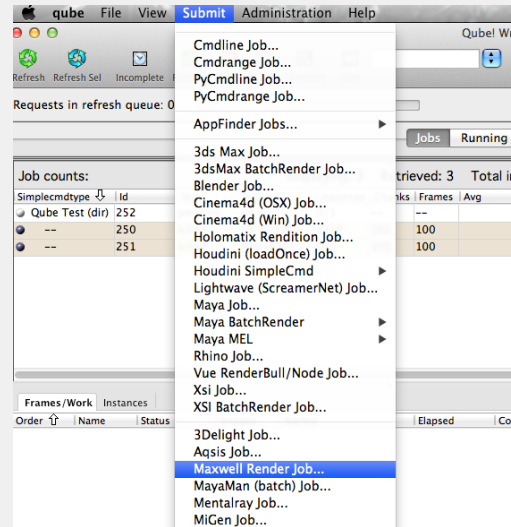 qube File View Submit Administration Help
Qube! Wr
Refresh Refresh Sel Incomplete
Requests in refresh queue: 0
Jobs Running
Job counts:
trieved: 3 Total i
Simplecmdtype Id
nks Frames Avg
Qube Test (dir) 252 --
-- 250 100
-- 251 100
Cmdline Job...
Cmdrange Job...
PyCmdline Job...
PyCmdrange Job...
AppFinder Jobs...
3ds Max Job...
3dsMax BatchRender Job...
Blender Job...
Cinema4d (OSX) Job...
Cinema4d (Win) Job...
Holomatix Rendition Job...
Houdini (loadOnce) Job...
Houdini SimpleCmd
Lightwave (ScreamerNet) Job...
Maya Job...
Maya BatchRender
Maya MEL
Rhino Job...
Vue RenderBull/Node Job...
Xsi Job...
XSI BatchRender Job...
3Delight Job...
Aqsis Job...
Maxwell Render Job...
MayaMan (batch) Job...
Mentalray Job...
MiGen Job...
Frames/Work Instances
Order Name Status
Elapsed Co